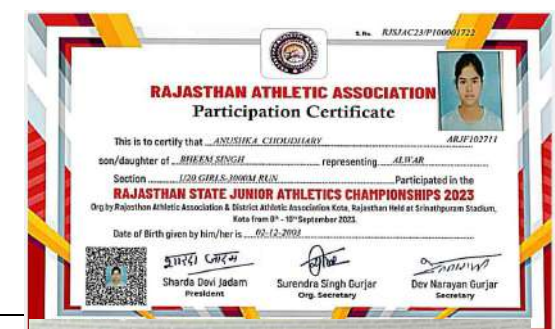 S. No. RJSJAC23/P100001722
RAJASTHAN ATHLETIC ASSOCIATION
Participation Certificate
ARJF102711
This is to certify that ANUSHKA CHOUDHARY
son/daughter of BHEEM SINGH representing ALWAR
Section U20 GIRLS-3000M RUN Participated in the
RAJASTHAN STATE JUNIOR ATHLETICS CHAMPIONSHIPS 2023
Org by Rajasthan Athletic Association & District Athletic Association Kota, Rajasthan Held at Srinathpuram Stadium,
Kota from 8th - 10th September 2023.
Date of Birth given by him/her is 02-12-2003
शारदा जादम
Sharda Devi Jadam
President
Surendra Singh Gurjar
Org. Secretary
Dev Narayan Gurjar
Secretary